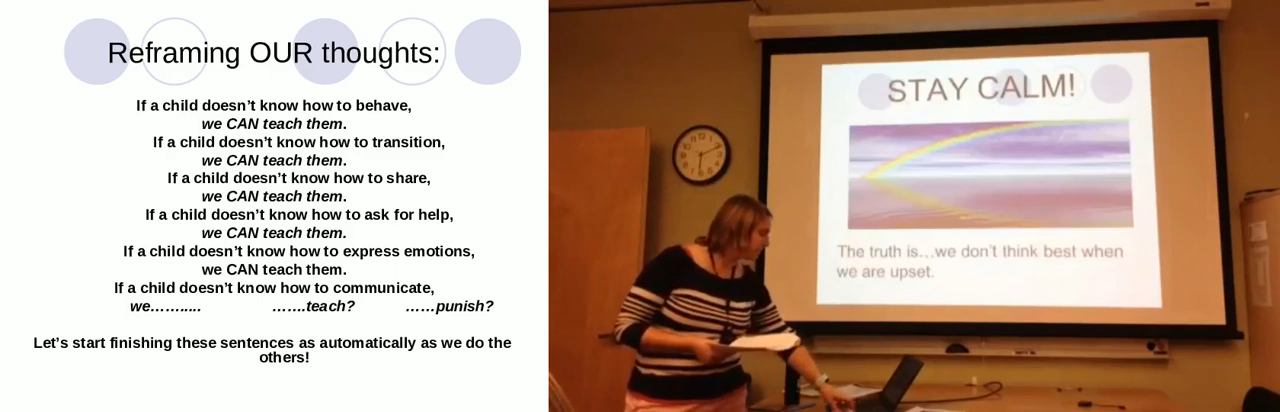 Reframing OUR thoughts:
If a child doesn't know how to behave,
we CAN teach them.
If a child doesn't know how to transition,
we CAN teach them.
If a child doesn't know how to share,
we CAN teach them.
If a child doesn't know how to ask for help,
we CAN teach them.
If a child doesn't know how to express emotions,
we CAN teach them.
If a child doesn't know how to communicate,
we………. …….teach? ……punish?
Let's start finishing these sentences as automatically as we do the
others!
STAY CALM!
The truth is…we don't think best when
we are upset.